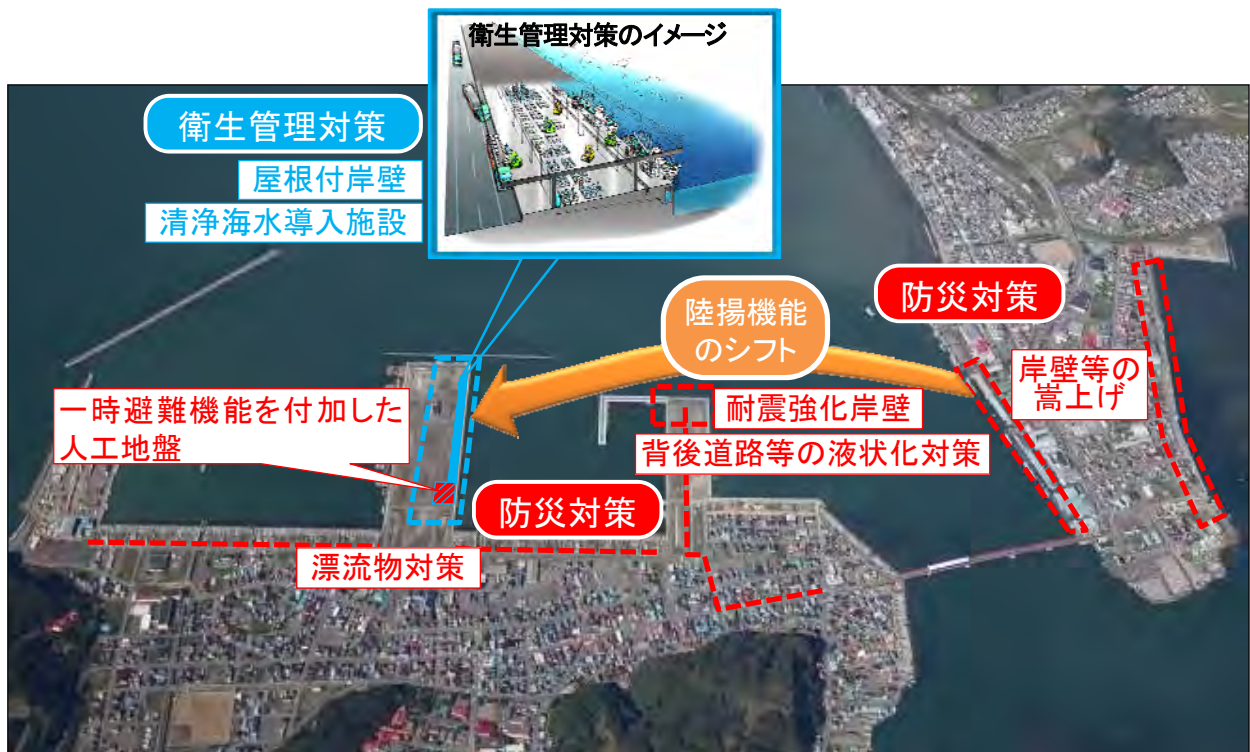 衛生管理対策のイメージ
衛生管理対策
屋根付岸壁
清浄海水導入施設
陸揚機能
のシフト
防災対策
岸壁等の
嵩上げ
一時避難機能を付加した
人工地盤
耐震強化岸壁
背後道路等の液状化対策
防災対策
漂流物対策